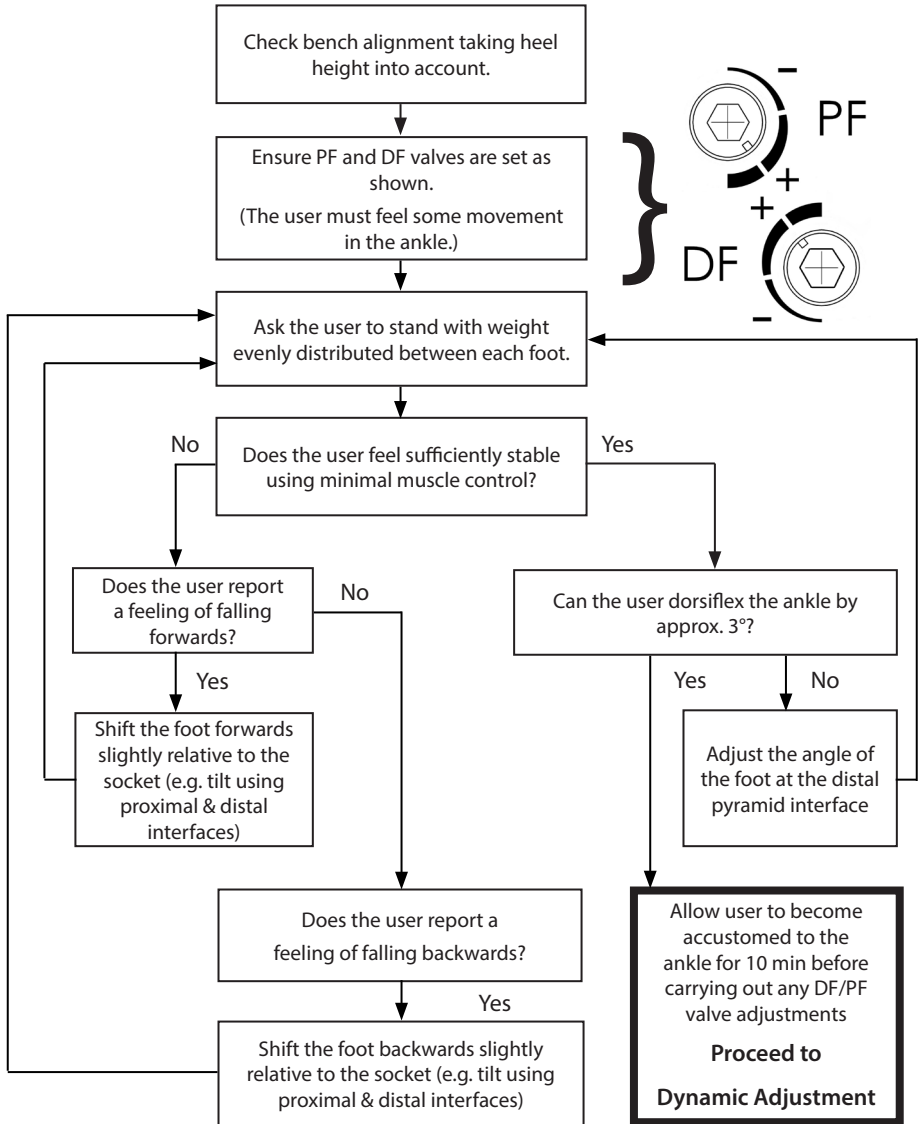 Check bench alignment taking heel
height into account.
Ensure PF and DF valves are set as
shown.
(The user must feel some movement
in the ankle.)
-
PF
+
+
DF
-
Ask the user to stand with weight
evenly distributed between each foot.
Does the user feel sufficiently stable
using minimal muscle control?
No
Yes
Does the user report
a feeling of falling
forwards?
No
Yes
Shift the foot forwards
slightly relative to the
socket (e.g. tilt using
proximal & distal
interfaces)
Does the user report a
feeling of falling backwards?
Yes
Shift the foot backwards slightly
relative to the socket (e.g. tilt using
proximal & distal interfaces)
Can the user dorsiflex the ankle by
approx. 3°?
Yes
No
Adjust the angle of
the foot at the distal
pyramid interface
Allow user to become
accustomed to the
ankle for 10 min before
carrying out any DF/PF
valve adjustments
Proceed to
Dynamic Adjustment